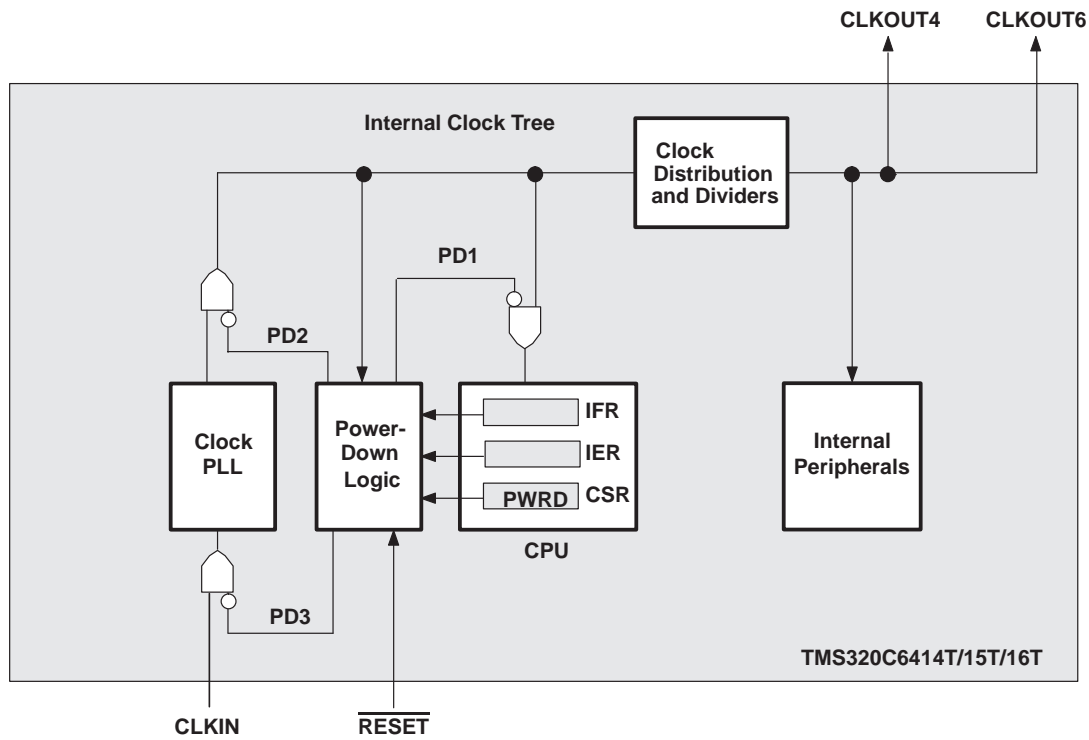 CLKOUT4 CLKOUT6
Internal Clock Tree
Clock
Distribution
and Dividers
PD1
PD2
Clock
PLL
Power-
Down
Logic
IFR
IER
PWRD CSR
CPU
Internal
Peripherals
PD3
TMS320C6414T/15T/16T
CLKIN RESET